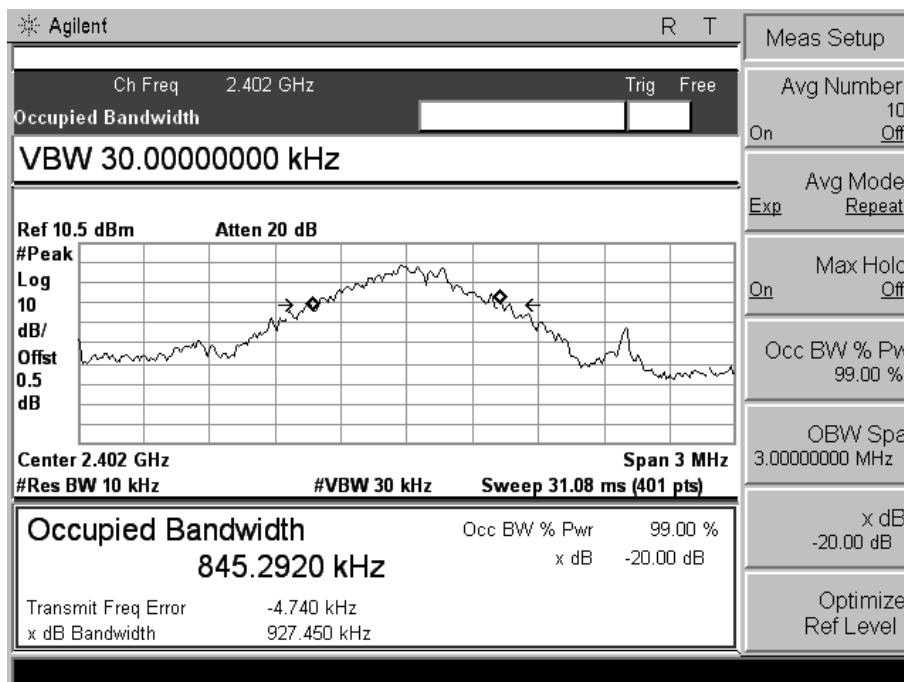 Agilent
R T
Ch Freq 2.402 GHz Trig Free
Occupied Bandwidth
VBW 30.00000000 kHz
Ref 10.5 dBm Atten 20 dB
#Peak
Log
10
dB/
Offst
0.5
dB
Center 2.402 GHz Span 3 MHz
#Res BW 10 kHz #VBW 30 kHz Sweep 31.08 ms (401 pts)
Occupied Bandwidth
845.2920 kHz
Occ BW % Pwr 99.00 %
x dB -20.00 dB
Transmit Freq Error -4.740 kHz
x dB Bandwidth 927.450 kHz
Meas Setup
Avg Number
10
On Off
Avg Mode
Exp Repeat
Max Hold
On Off
Occ BW % Pw
99.00 %
OBW Spa
3.00000000 MHz
x dB
-20.00 dB
Optimize
Ref Level